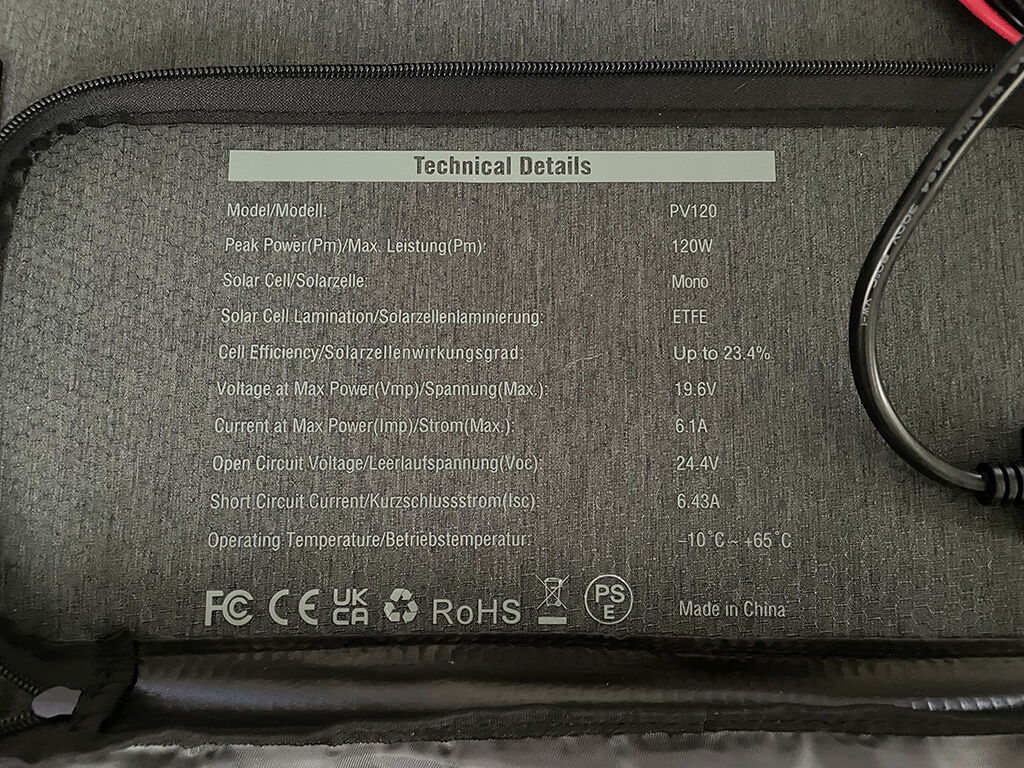 Technical Details
Model/Modell: PV120
Peak Power(Pm)/Max. Leistung(Pm): 120W
Solar Cell/Solarzelle: Mono
Solar Cell Lamination/Solarzellenlaminierung: ETFE
Cell Efficiency/Solarzellenwirkungsgrad: Up to 23.4%
Voltage at Max Power(Vmp)/Spannung(Max.): 19.6V
Current at Max Power(Imp)/Strom(Max.): 6.1A
Open Circuit Voltage/Leerlaufspannung(Voc): 24.4V
Short Circuit Current/Kurzschlussstrom(Isc): 6.43A
Operating Temperature/Betriebstemperatur: -10°C~ +65°C
FC CE UK CA RoHS PS E Made in China